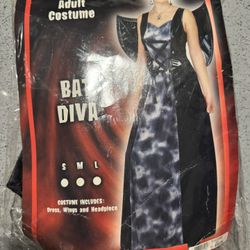 Adult
Costume
BAT
DIVA
S M L
COSTUME INCLUDES:
Dress, Wings and Headpiece